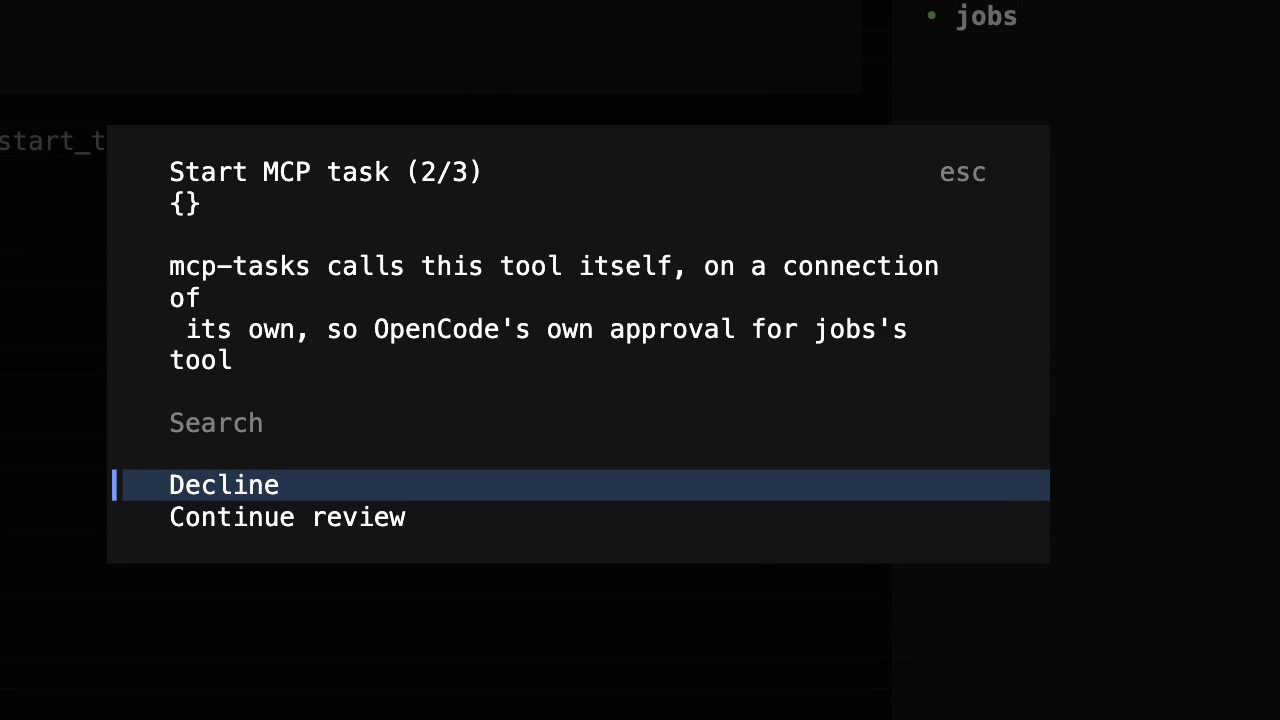 • jobs
start_t
Start MCP task (2/3) esc
{}
mcp-tasks calls this tool itself, on a connection
of
its own, so OpenCode's own approval for jobs's
tool
Search
Decline
Continue review